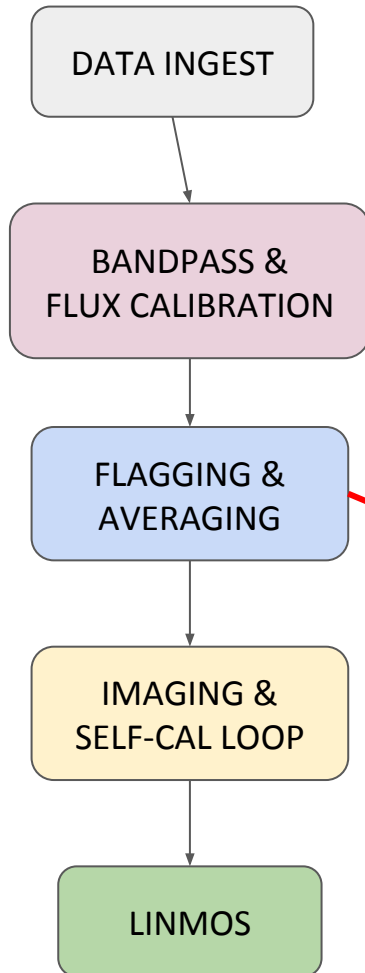 DATA INGEST
BANDPASS &
FLUX CALIBRATION
FLAGGING &
AVERAGING
IMAGING &
SELF-CAL LOOP
LINMOS